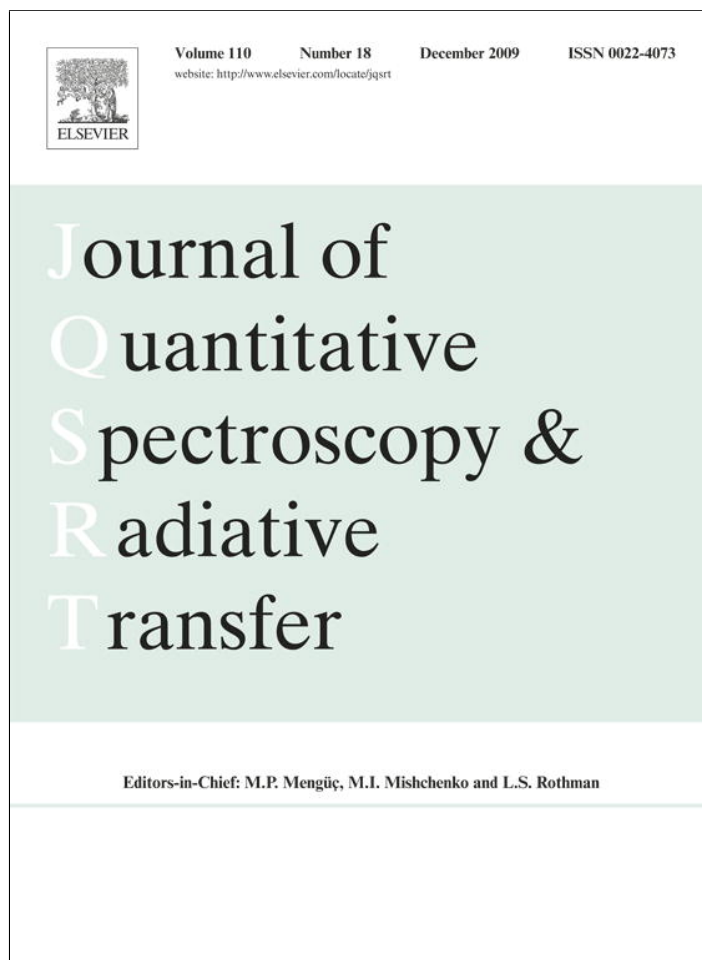 Volume 110 Number 18 December 2009 ISSN 0022-4073
website: http://www.elsevier.com/locate/jqsrt
ELSEVIER
Journal of
Quantitative
Spectroscopy &
Radiative
Transfer
Editors-in-Chief: M.P. Mengüç, M.I. Mishchenko and L.S. Rothman